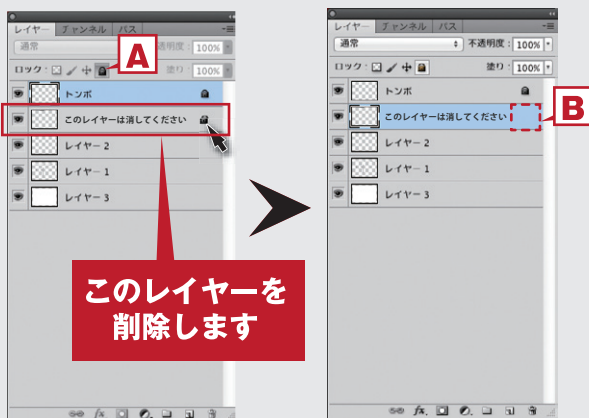 レイヤー チャンネル パス
通常 透明度: 100%
ロック: 塗り: 100%
A
トンボ
このレイヤーは消してください
レイヤー 2
レイヤー 1
レイヤー 3
このレイヤーを
削除します
fx
レイヤー チャンネル パス
通常 不透明度: 100%
ロック: 塗り: 100%
トンボ
このレイヤーは消してください
B
レイヤー 2
レイヤー 1
レイヤー 3
fx